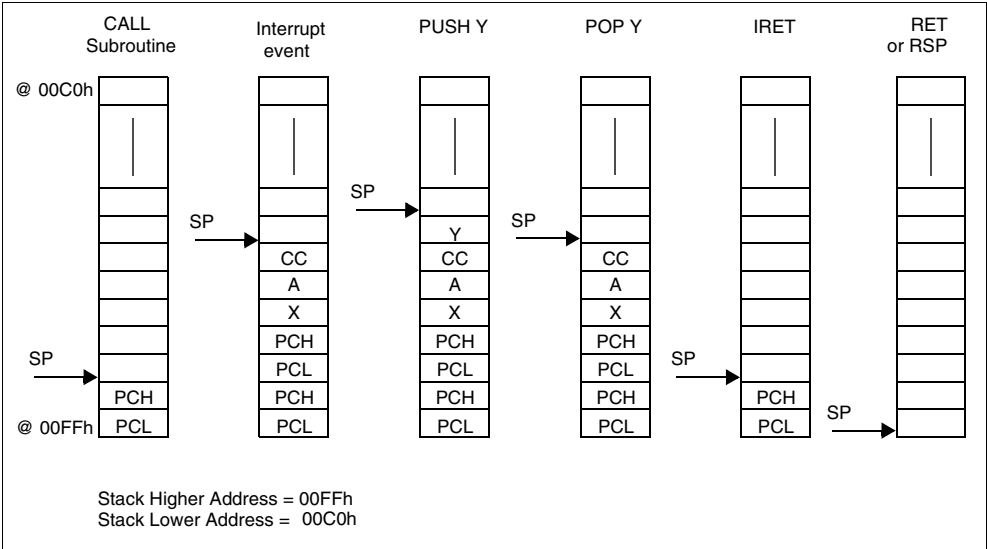 CALL
Subroutine
Interrupt
event
PUSH Y
POP Y
IRET
RET
or RSP
@ 00C0h
SP
SP
SP
Y
CC
CC
CC
A
A
A
X
X
X
PCH
PCH
PCH
SP
SP
PCL
PCL
PCL
PCH
PCH
PCH
PCH
PCH
SP
@ 00FFh
PCL
PCL
PCL
PCL
PCL
Stack Higher Address = 00FFh
Stack Lower Address = 00C0h